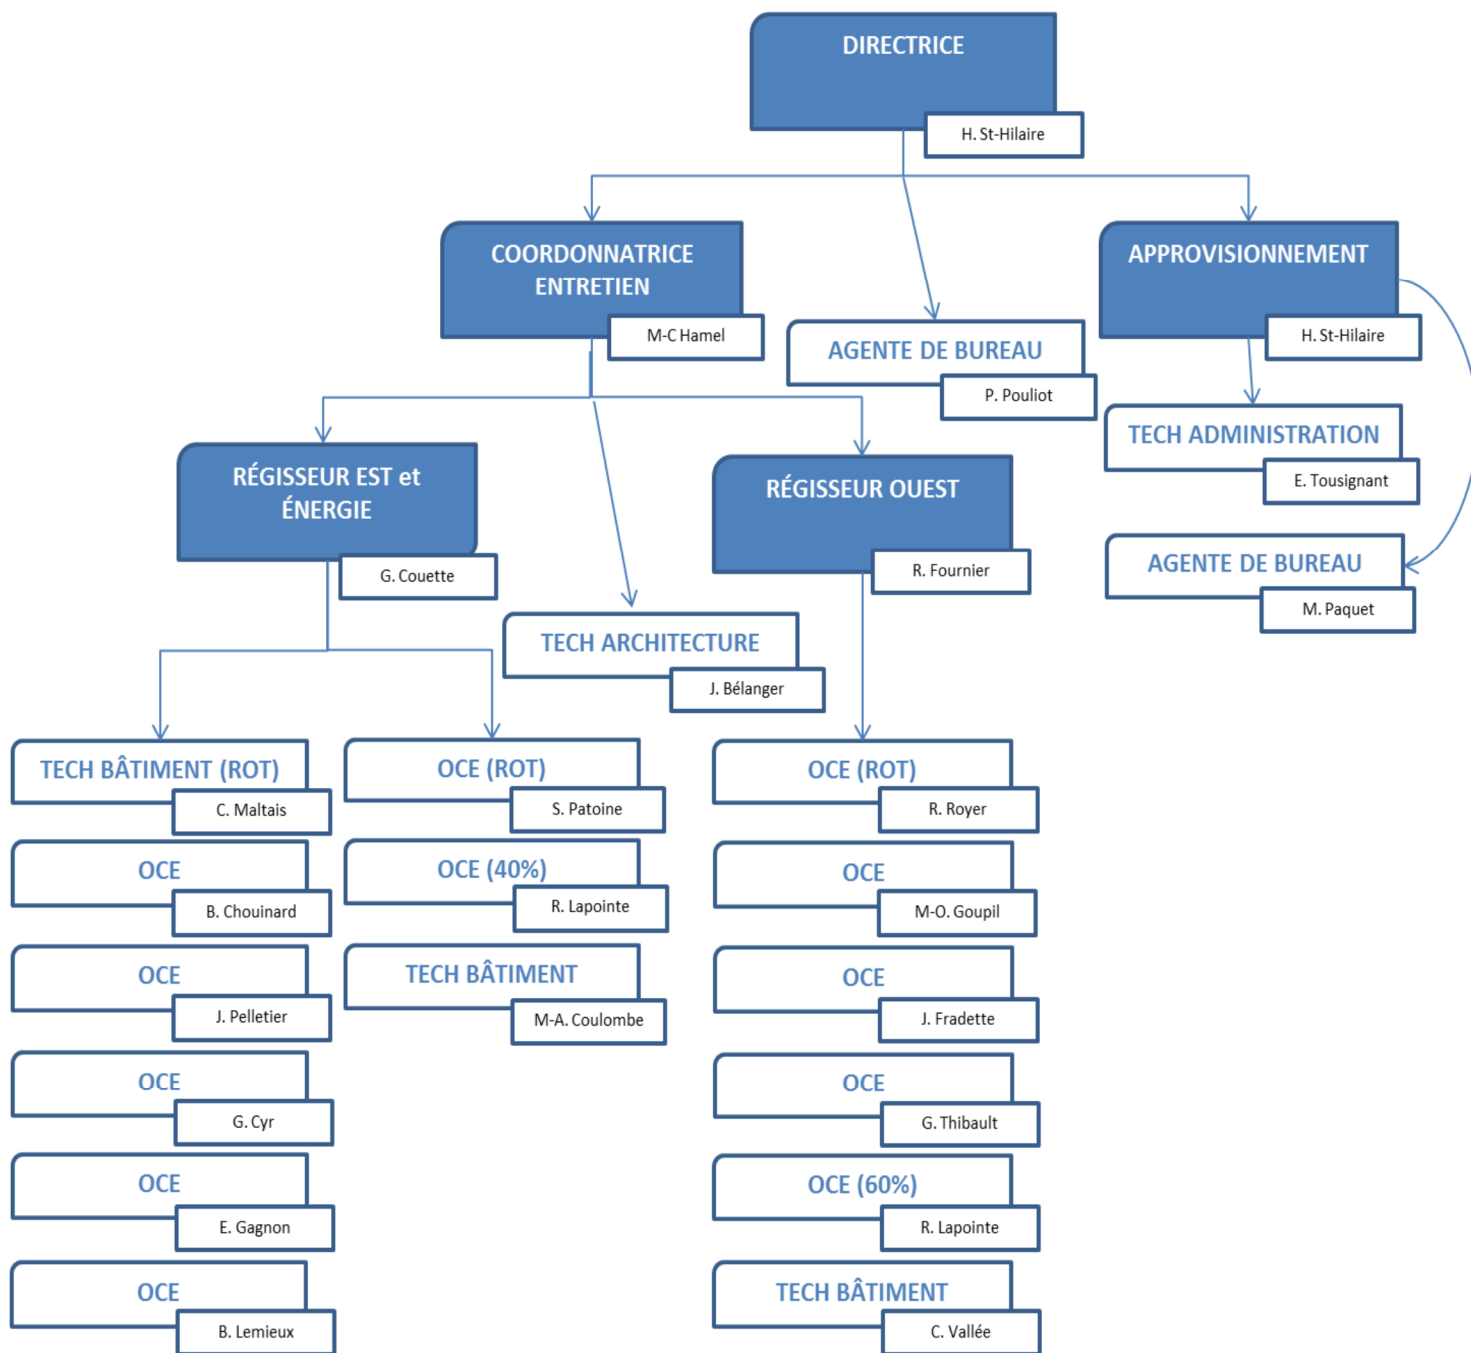 DIRECTRICE
H. St-Hilaire
COORDONNATRICE
ENTRETIEN
M-C Hamel
AGENTE DE BUREAU
P. Pouliot
APPROVISIONNEMENT
H. St-Hilaire
TECH ADMINISTRATION
E. Tousignant
AGENTE DE BUREAU
M. Paquet
RÉGISSEUR EST et
ÉNERGIE
G. Couette
TECH ARCHITECTURE
J. Bélanger
RÉGISSEUR OUEST
R. Fournier
TECH BÂTIMENT (ROT)
C. Maltais
OCE
B. Chouinard
OCE
J. Pelletier
OCE
G. Cyr
OCE
E. Gagnon
OCE
B. Lemieux
OCE (ROT)
S. Patoine
OCE (40%)
R. Lapointe
TECH BÂTIMENT
M-A. Coulombe
OCE (ROT)
R. Royer
OCE
M-O. Goupil
OCE
J. Fradette
OCE
G. Thibault
OCE (60%)
R. Lapointe
TECH BÂTIMENT
C. Vallée